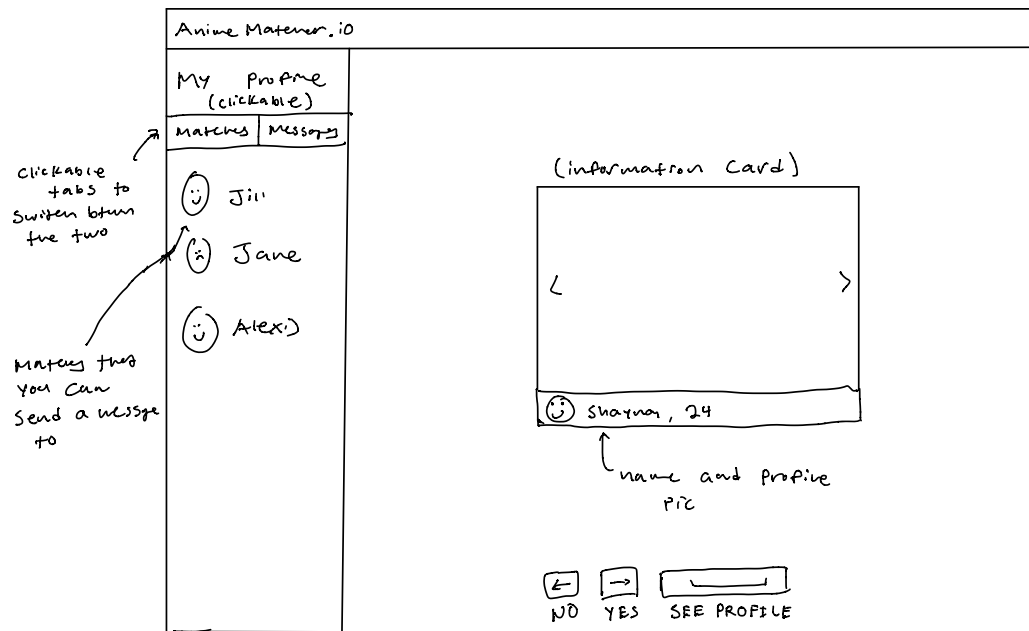 Anime Matcher.io
My Profile
(clickable)
Matches
Messages
Clickable
tabs to
switch btwn
the two
Jill
Jane
Alexis
Matches that
you can
send a message
to
(information card)
<
>
Shayna, 24
name and profile
pic
←
→
NO
YES
SEE PROFILE